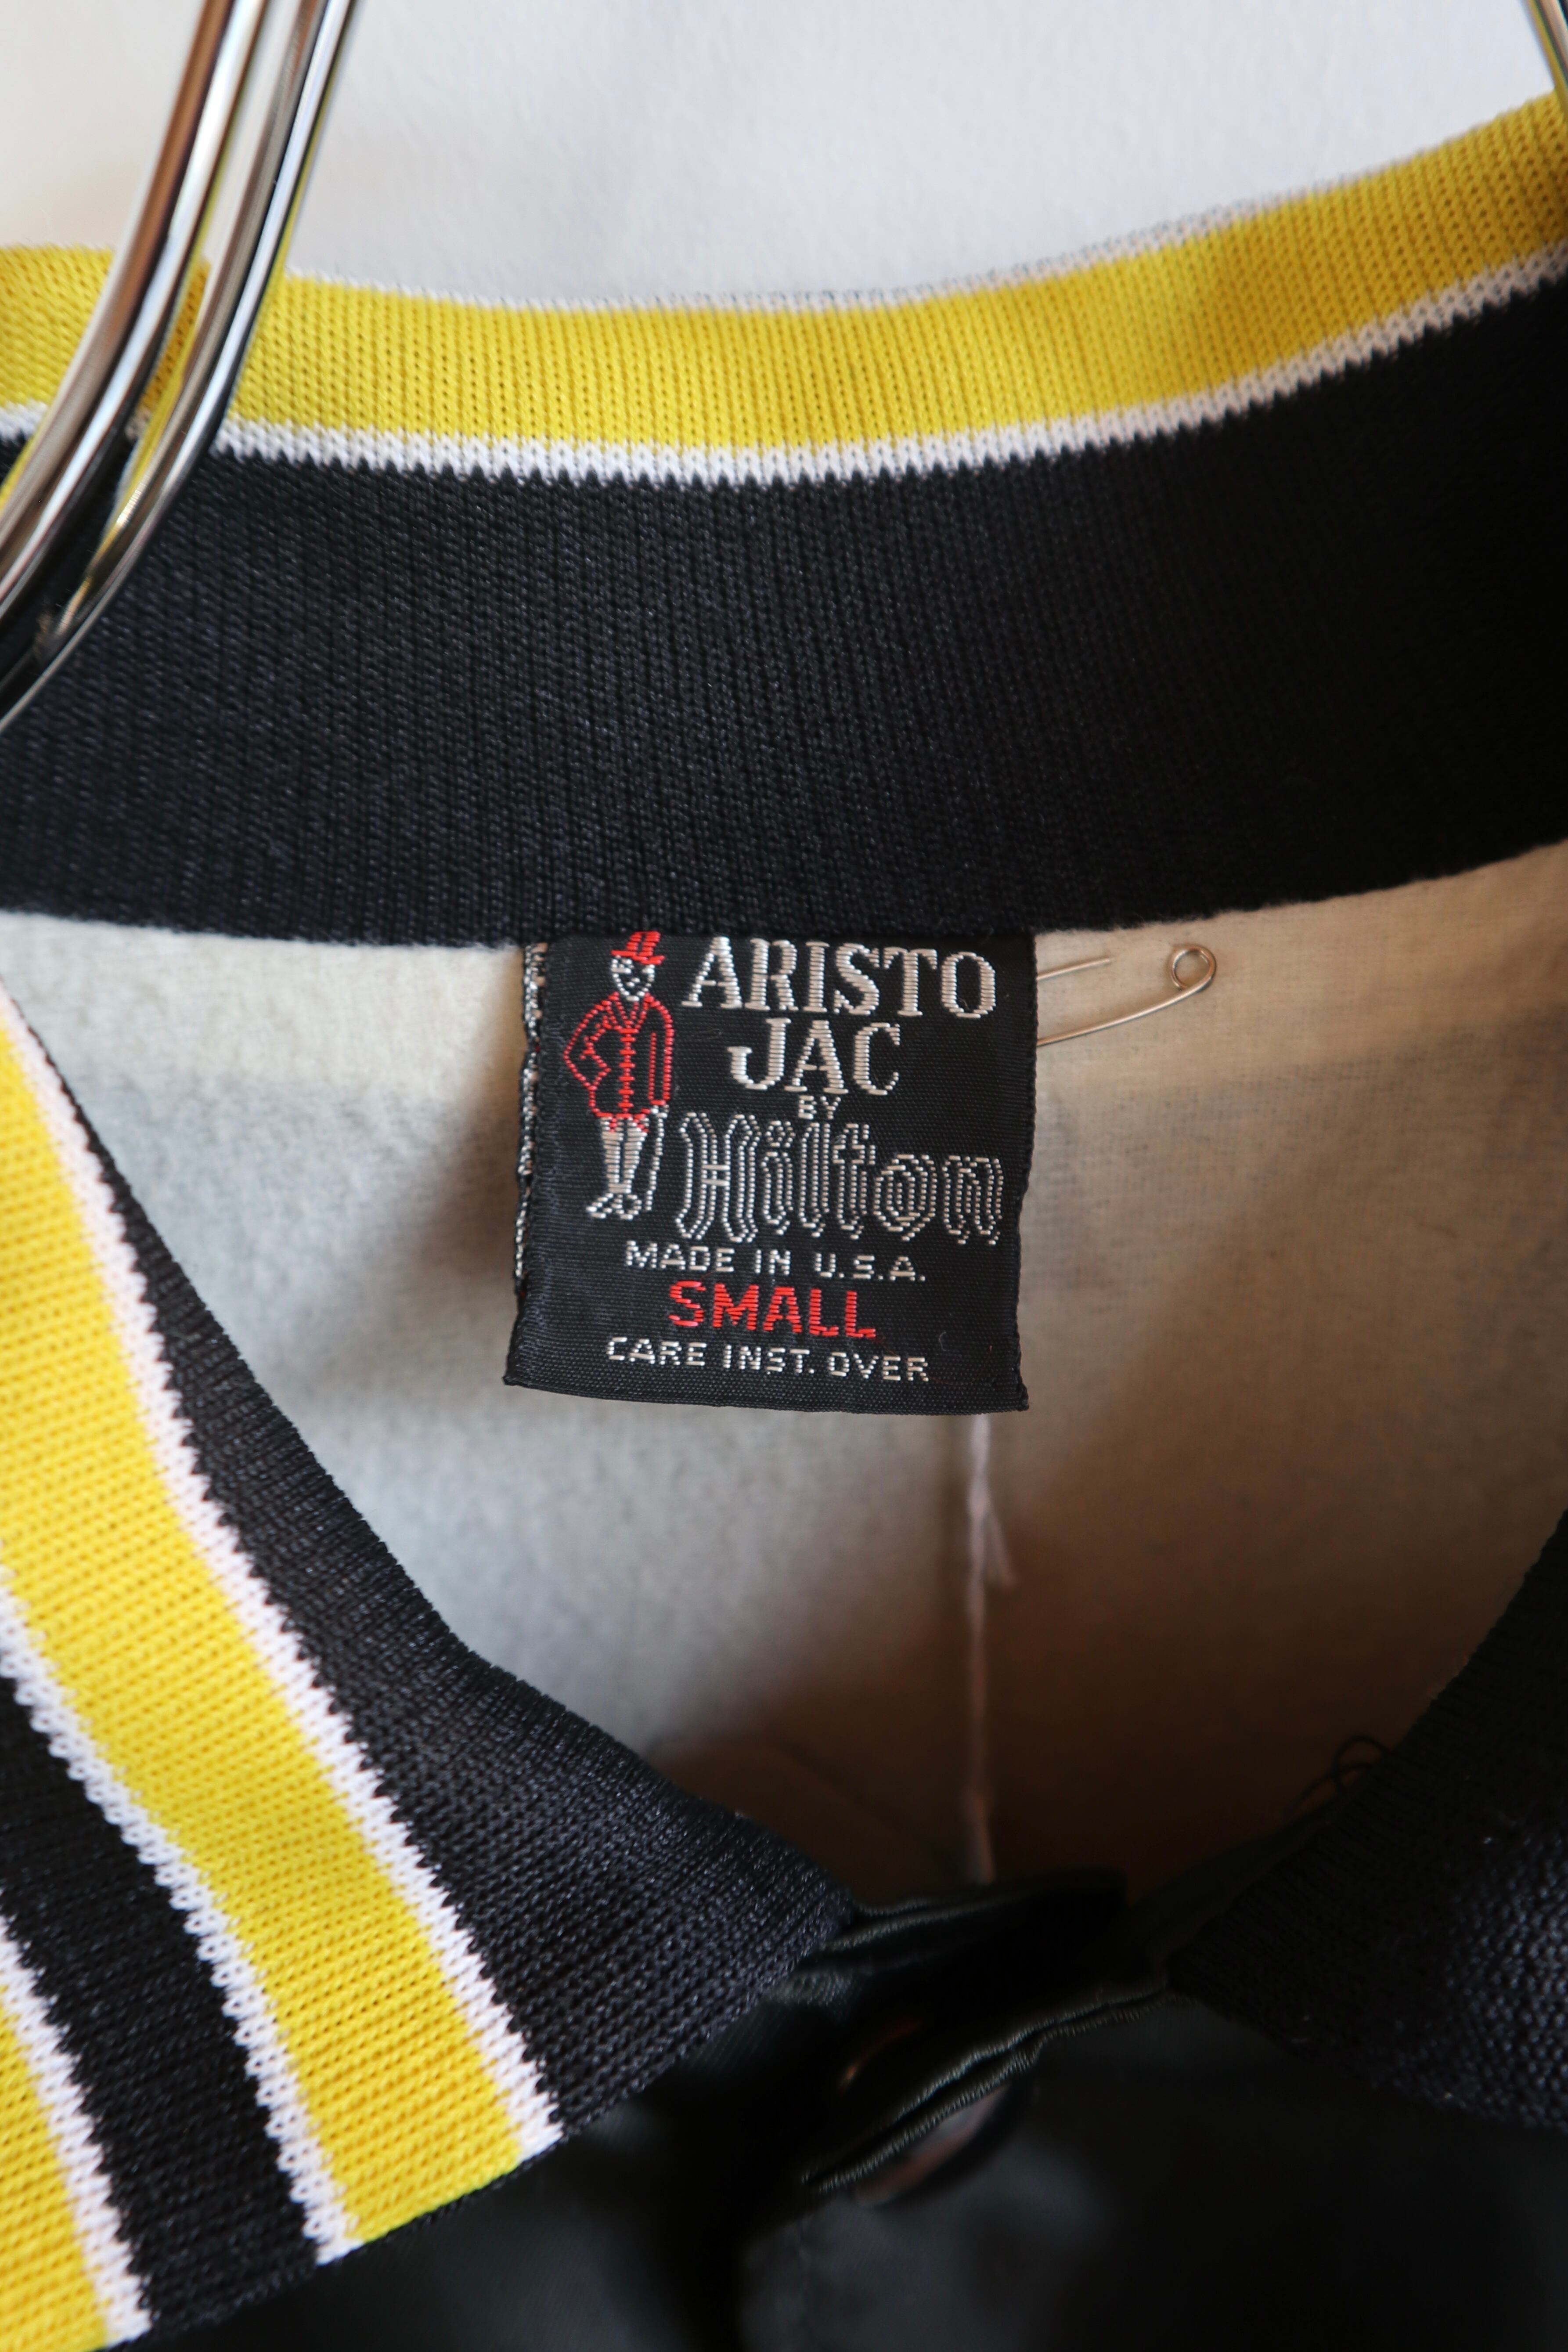 ARISTO
JAC
BY
Hilton
MADE IN U.S.A.
SMALL
CARE INST. OVER